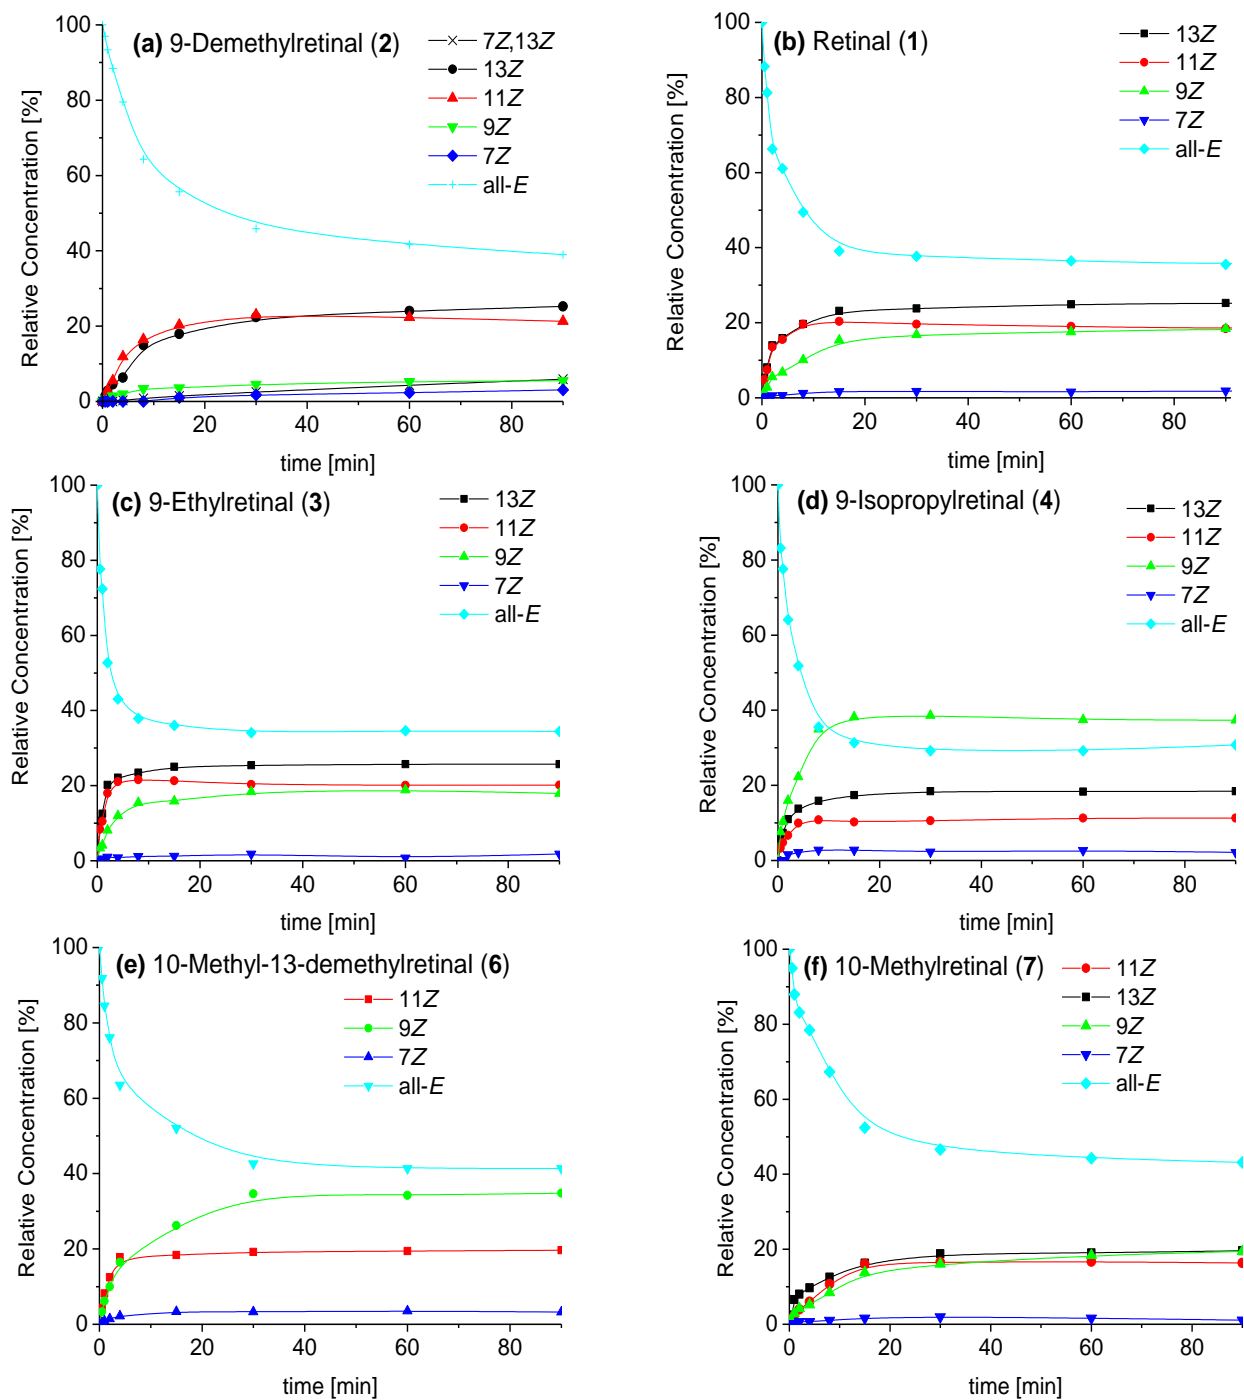 (a) 9-Demethylretinal (2)
7Z,13Z
13Z
11Z
9Z
7Z
all-E
Relative Concentration [%]
100
80
60
40
20
0
0 20 40 60 80
time [min]
(b) Retinal (1)
13Z
11Z
9Z
7Z
all-E
Relative Concentration [%]
100
80
60
40
20
0
0 20 40 60 80
time [min]
(c) 9-Ethylretinal (3)
13Z
11Z
9Z
7Z
all-E
Relative Concentration [%]
100
80
60
40
20
0
0 20 40 60 80
time [min]
(d) 9-Isopropylretinal (4)
13Z
11Z
9Z
7Z
all-E
Relative Concentration [%]
100
80
60
40
20
0
0 20 40 60 80
time [min]
(e) 10-Methyl-13-demethylretinal (6)
11Z
9Z
7Z
all-E
Relative Concentration [%]
100
80
60
40
20
0
0 20 40 60 80
time [min]
(f) 10-Methylretinal (7)
11Z
13Z
9Z
7Z
all-E
Relative Concentration [%]
100
80
60
40
20
0
0 20 40 60 80
time [min]